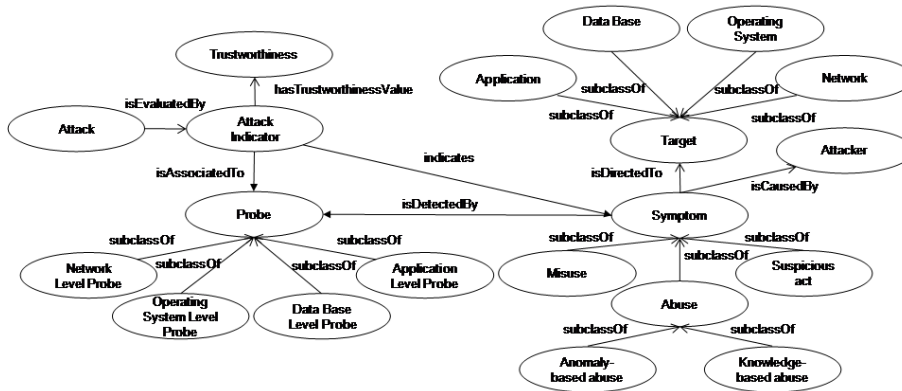 Data Base
Operating
System
Trustworthiness
Application
Network
subclassOf
subclassOf
hasTrustworthinessValue
isEvaluatedBy
subclassOf
subclassOf
Attack
Attack
Indicator
Target
Attacker
indicates
isAssociatedTo
isDirectedTo
isCausedBy
isDetectedBy
Probe
Symptom
subclassOf
subclassOf
subclassOf
subclassOf
subclassOf
subclassOf
subclassOf
Network
Level Probe
Application
Level Probe
Misuse
Suspicious
act
Operating
System Level
Probe
Data Base
Level Probe
Abuse
subclassOf
subclassOf
Anomaly-
based abuse
Knowledge-
based abuse